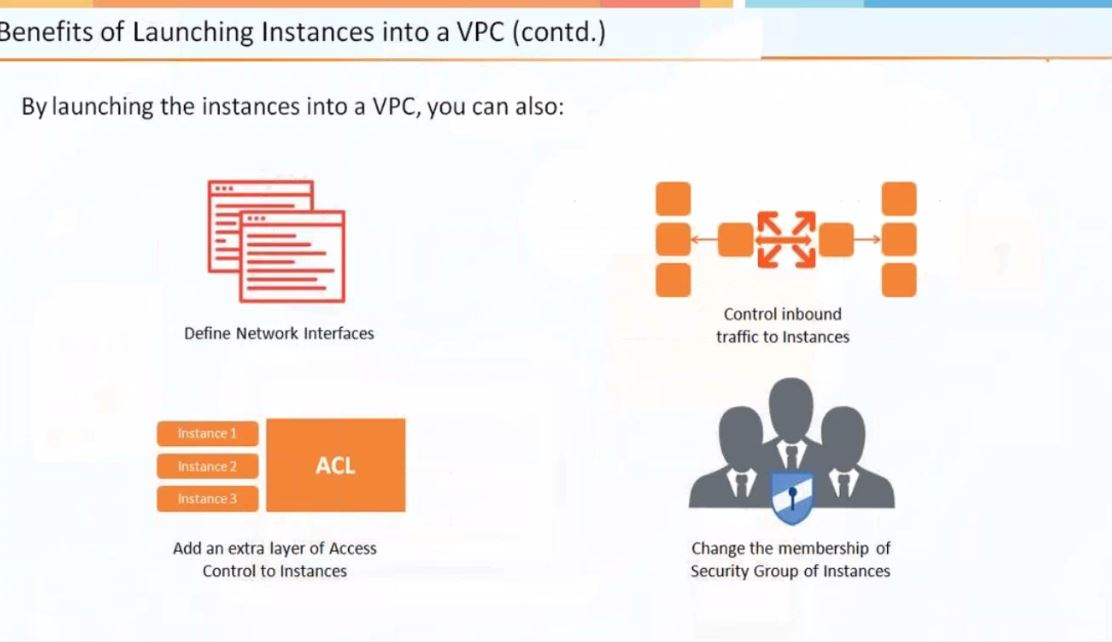 Benefits of Launching Instances into a VPC (contd.)
By launching the instances into a VPC, you can also:
Define Network Interfaces
Control inbound
traffic to Instances
Instance 1
Instance 2
Instance 3
ACL
Add an extra layer of Access
Control to Instances
Change the membership of
Security Group of Instances